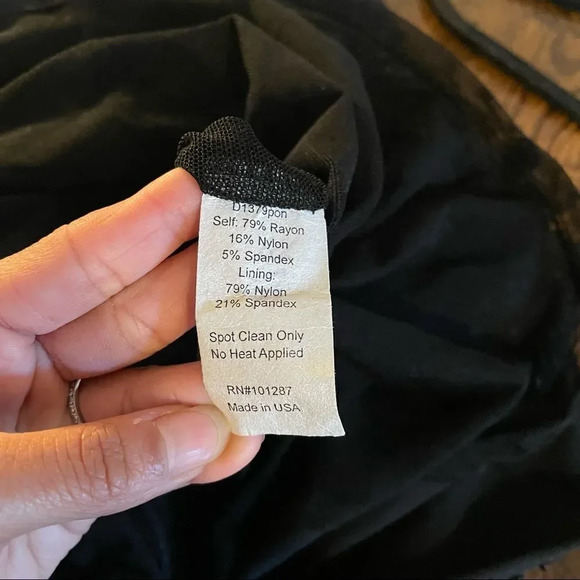 D1379pon
Self: 79% Rayon
16% Nylon
5% Spandex
Lining:
79% Nylon
21% Spandex
Spot Clean Only
No Heat Applied
RN#101287
Made in USA